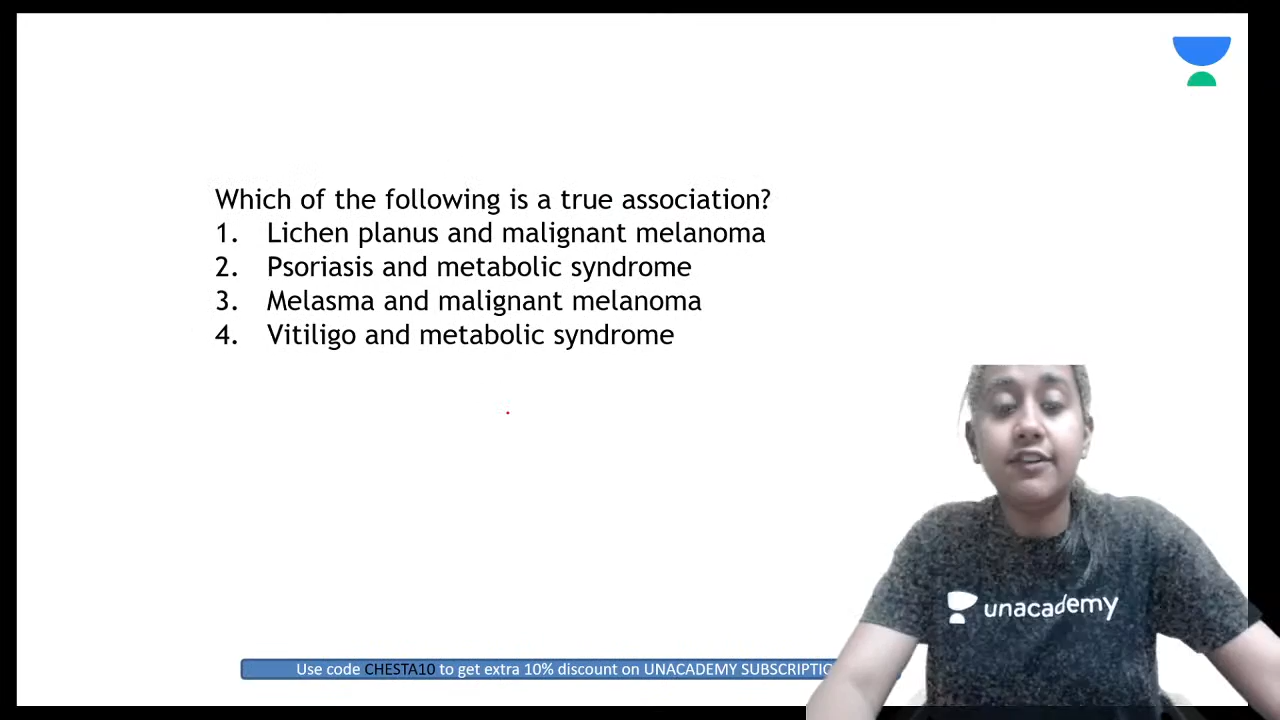 Which of the following is a true association?
1. Lichen planus and malignant melanoma
2. Psoriasis and metabolic syndrome
3. Melasma and malignant melanoma
4. Vitiligo and metabolic syndrome
unacademy
Use code CHESTA10 to get extra 10% discount on UNACADEMY